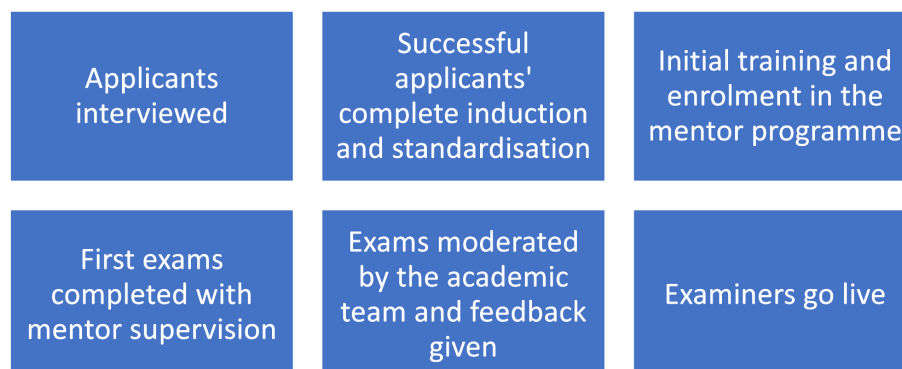 Applicants
interviewed
Successful
applicants'
complete induction
and standardisation
Initial training and
enrolment in the
mentor programme
First exams
completed with
mentor supervision
Exams moderated
by the academic
team and feedback
given
Examiners go live